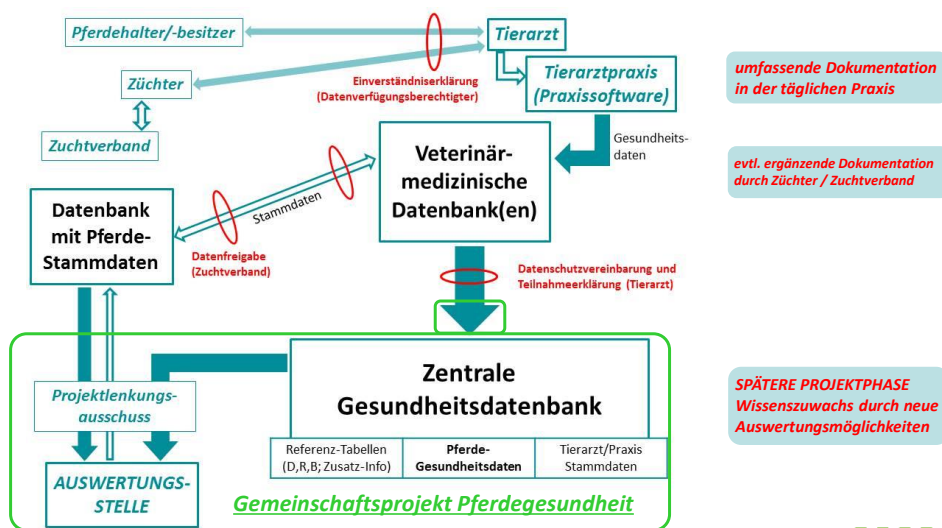 Pferdehalter/-besitzer
Tierarzt
Züchter
Einverständniserklärung
(Datenverfügungsberechtigter)
Tierarztpraxis
(Praxissoftware)
umfassende Dokumentation
in der täglichen Praxis
Zuchtverband
Gesundheits-
daten
Veterinär-
medizinische
Datenbank(en)
evtl. ergänzende Dokumentation
durch Züchter / Zuchtverband
Datenbank
mit Pferde-
Stammdaten
Stammdaten
Datenfreigabe
(Zuchtverband)
Datenschutzvereinbarung und
Teilnahmeerklärung (Tierarzt)
Zentrale
Gesundheitsdatenbank
Projektlenkungs-
ausschuss
SPÄTERE PROJEKTPHASE
Wissenszuwachs durch neue
Auswertungsmöglichkeiten
Referenz-Tabellen
(D,R,B; Zusatz-Info)
Pferde-
Gesundheitsdaten
Tierarzt/Praxis
Stammdaten
AUSWERTUNGS-
STELLE
Gemeinschaftsprojekt Pferdegesundheit